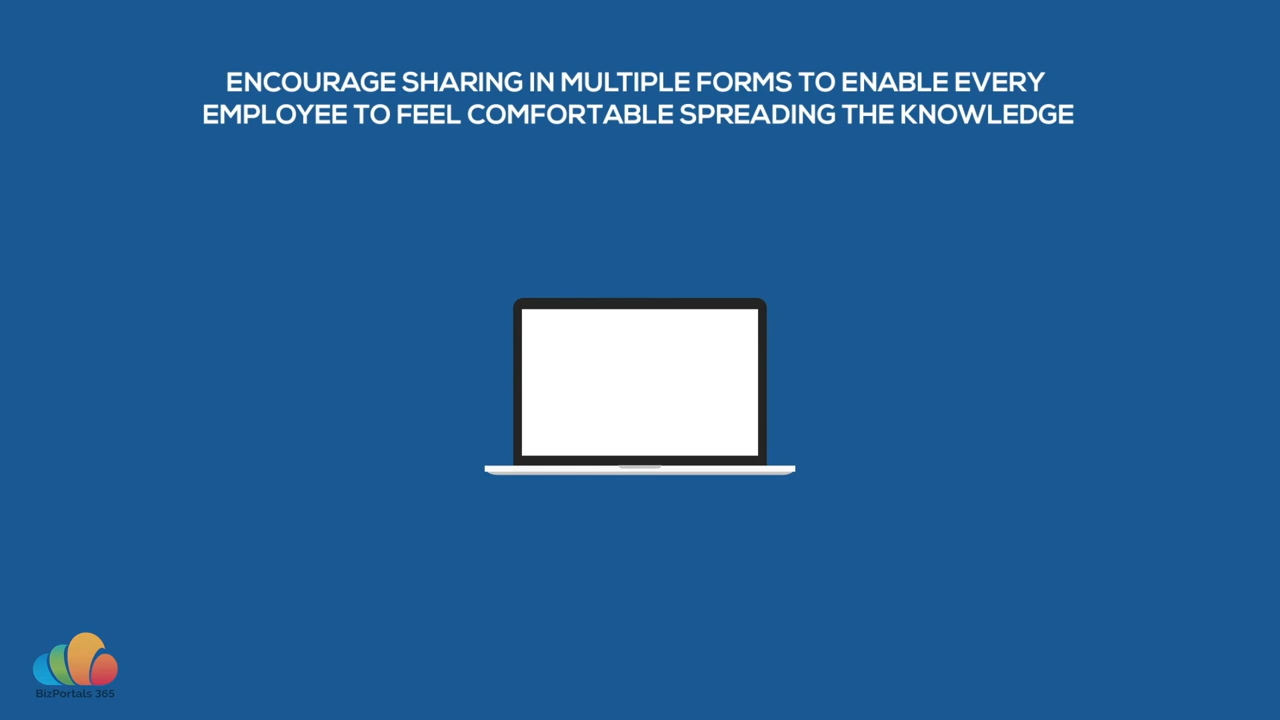 ENCOURAGE SHARING IN MULTIPLE FORMS TO ENABLE EVERY
EMPLOYEE TO FEEL COMFORTABLE SPREADING THE KNOWLEDGE
BizPortals 365